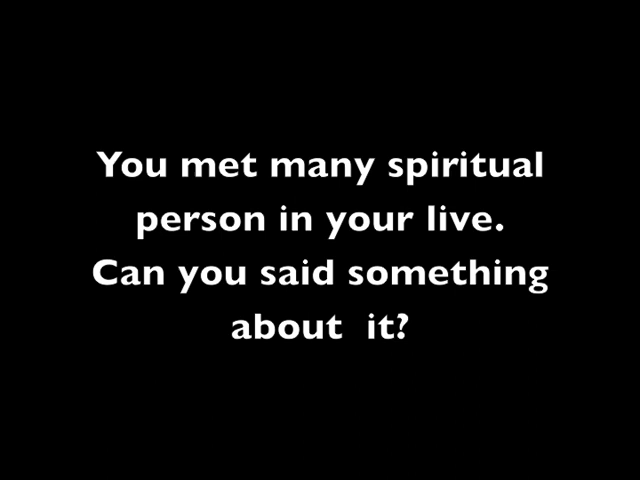 You met many spiritual
person in your live.
Can you said something
about  it?